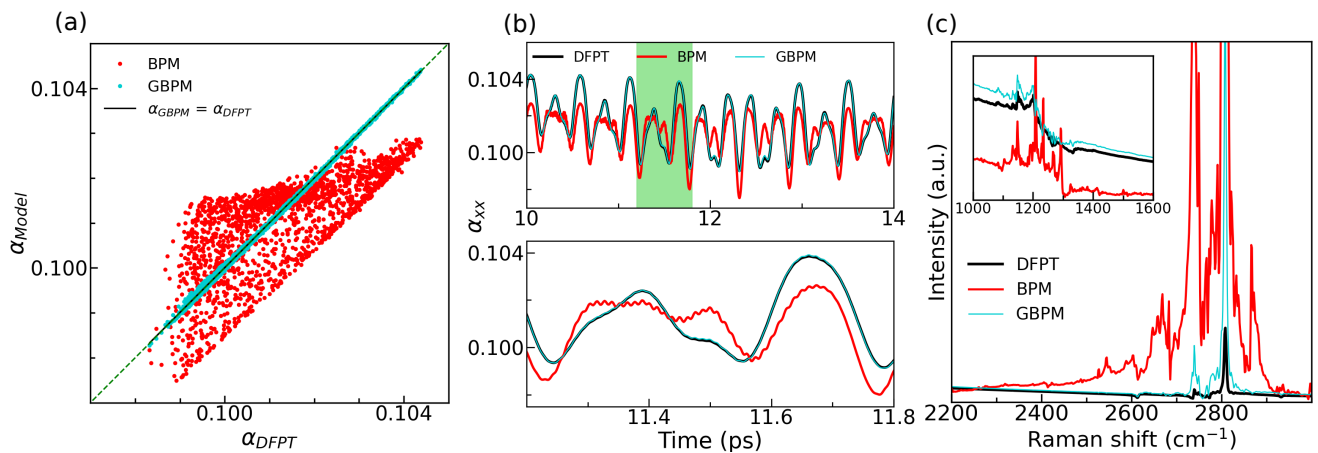 (a)
BPM
GBPM
α_GBPM = α_DFPT
0.104
0.100
α_Model
0.100
0.104
α_DFPT
(b)
DFPT
BPM
GBPM
0.104
0.100
10
12
14
α_xx
0.104
0.100
11.4
11.6
11.8
Time (ps)
(c)
1000
1200
1400
1600
DFPT
BPM
GBPM
Intensity (a.u.)
2200
2400
2600
2800
Raman shift (cm⁻¹)